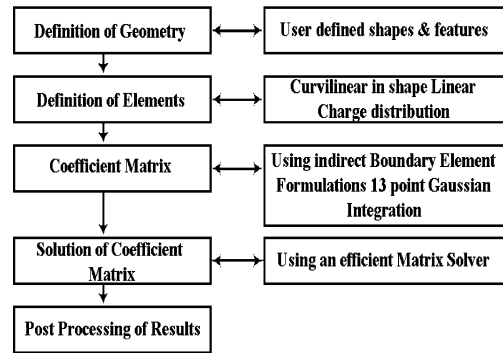 Definition of Geometry
User defined shapes & features
Definition of Elements
Curvilinear in shape Linear
Charge distribution
Coefficient Matrix
Using indirect Boundary Element
Formulations 13 point Gaussian
Integration
Solution of Coefficient
Matrix
Using an efficient Matrix Solver
Post Processing of Results